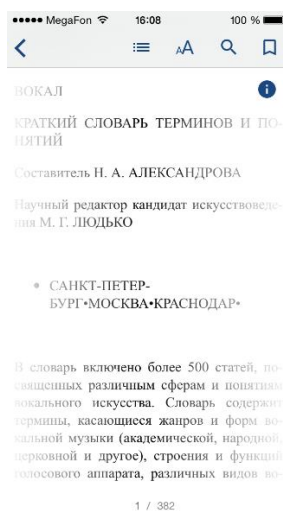 MegaFon 16:08 100 %
AA
ВОКАЛ
КРАТКИЙ СЛОВАРЬ ТЕРМИНОВ И ПО-
НЯТИЙ
Составитель Н. А. АЛЕКСАНДРОВА
Научный редактор кандидат искусствоведе-
ния М. Г. ЛЮДЬКО
• САНКТ-ПЕТЕР-
БУРГ•МОСКВА•КРАСНОДАР•
В словарь включено более 500 статей, по-
священных различным сферам и понятиям
вокального искусства. Словарь содержит
термины, касающиеся жанров и форм во-
кальной музыки (академической, народной,
церковной и другое), строения и функций
голосового аппарата, различных видов во-
1 / 382